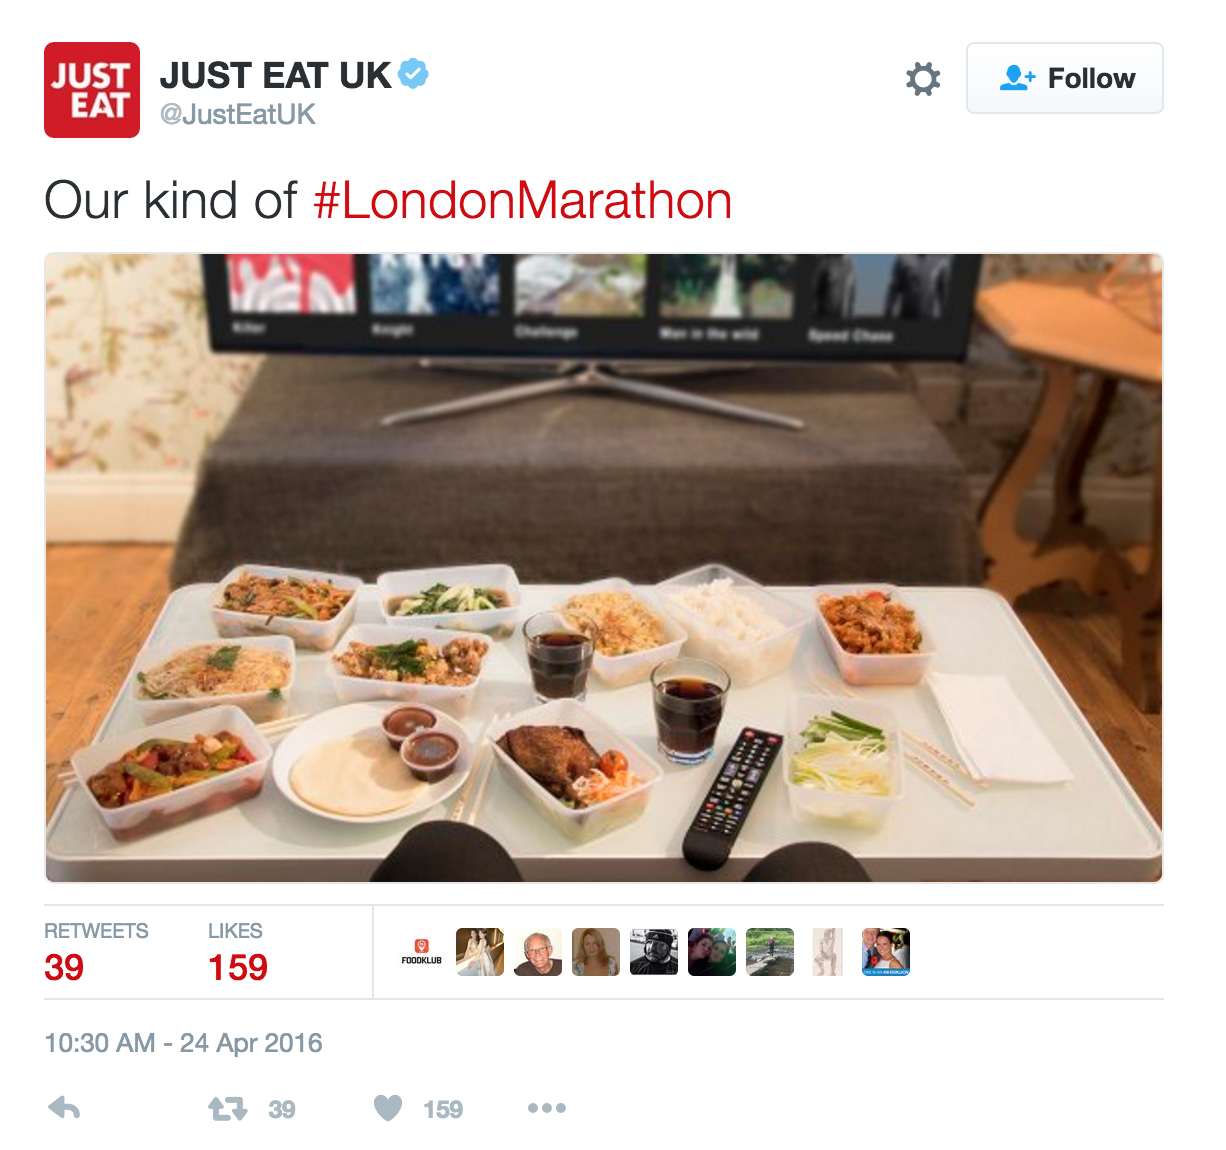 JUST
EAT
JUST EAT UK
@JustEatUK
Follow
Our kind of #LondonMarathon
Killer
Knight
Challenge
Man in the wild
Speed Chase
RETWEETS
LIKES
39
159
FOODKLUB
10:30 AM - 24 Apr 2016
39
159